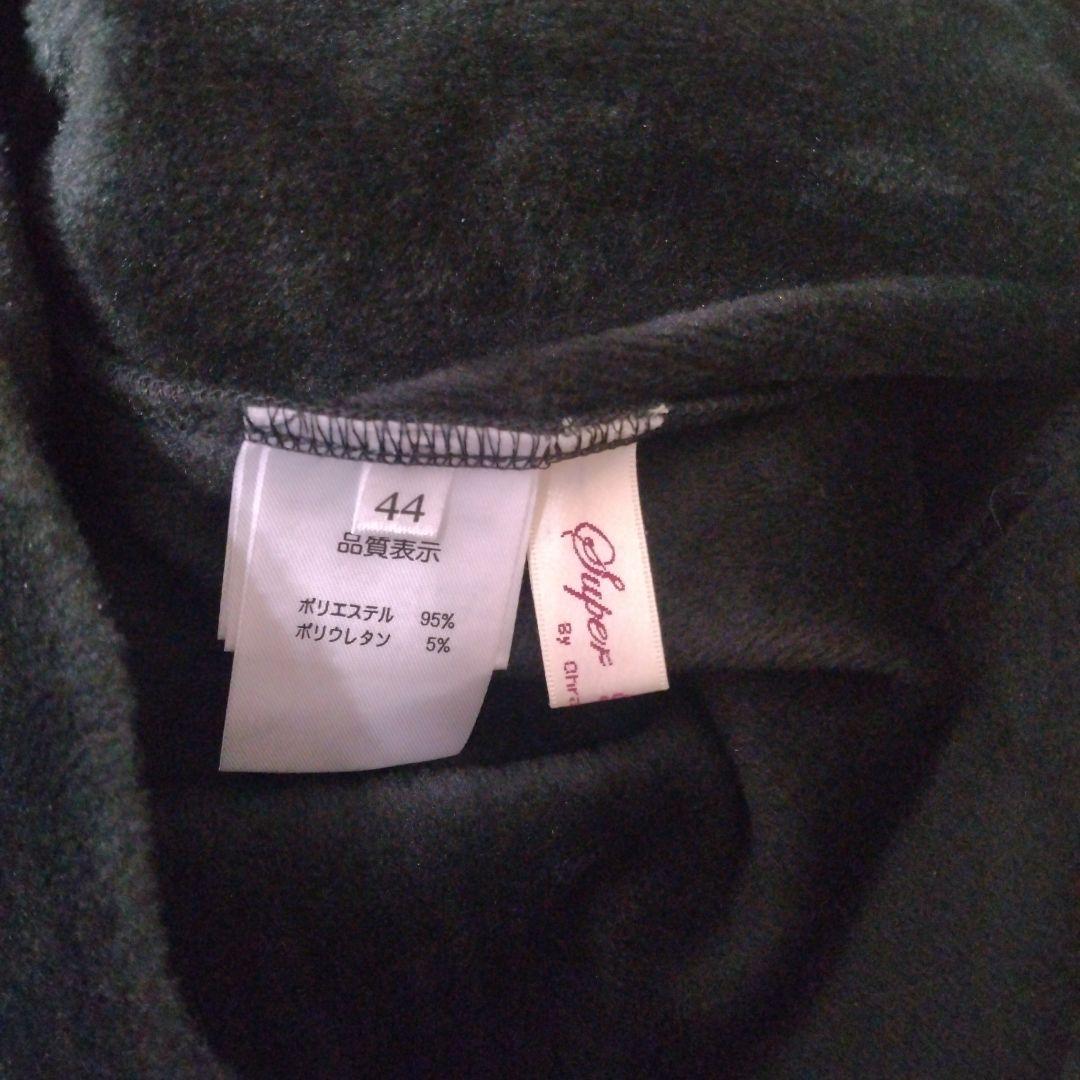 44
品質表示
ポリエステル 95%
ポリウレタン 5%
Super
By